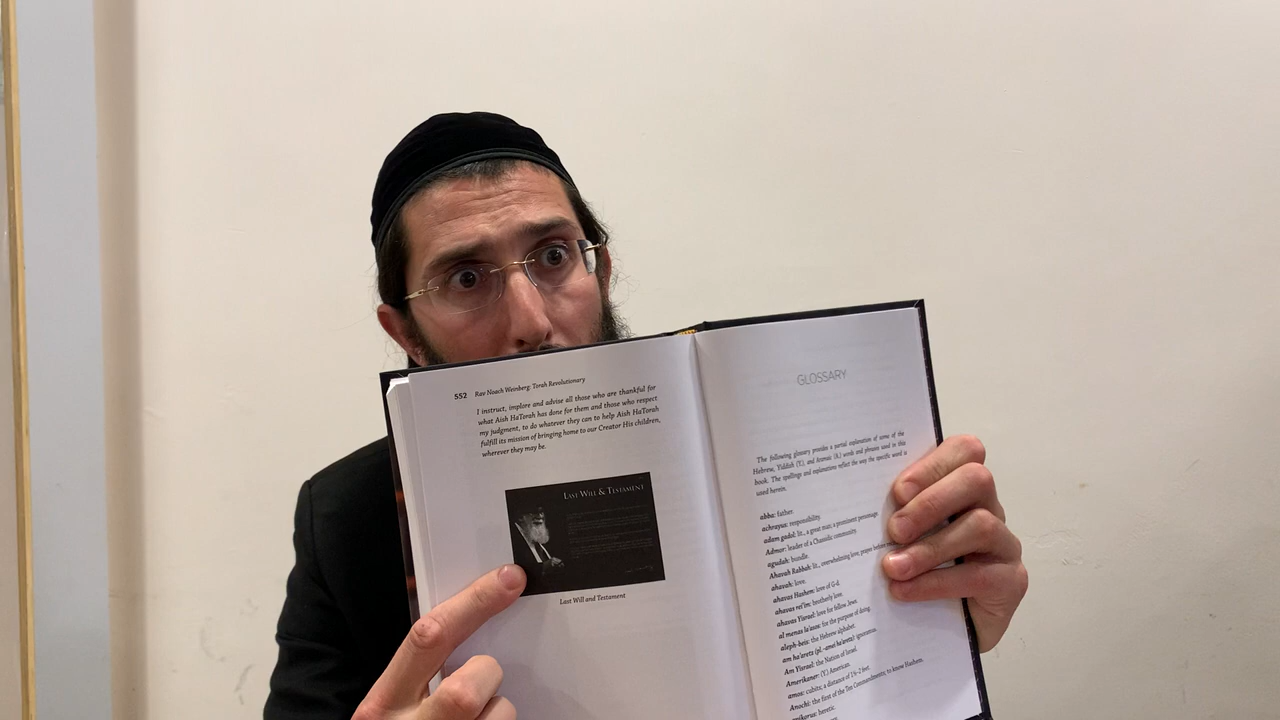 552 Rav Noach Weinberg: Torah Revolutionary
I instruct, implore and advise all those who are thankful for
what Aish HaTorah has done for them and those who respect
my judgment, to do whatever they can to help Aish HaTorah
fulfill its mission of bringing home to our Creator His children,
wherever they may be.
LAST WILL & TESTAMENT
Last Will and Testament
GLOSSARY
The following glossary provides a partial explanation of some of the
Hebrew, Yiddish (Y.), and Aramaic (A.) words and phrases used in this
book. The spellings and explanations reflect the way the specific word is
used herein.
abba: father.
achrayus: responsibility.
adam gadol: lit., a great man; a prominent personage.
Admor: leader of a Chassidic community.
agudah: bundle.
Ahavah Rabbah: lit., overwhelming love, prayer before
ahavah: love.
ahavas Hashem: love of G-d.
ahavas rei'im: brotherly love.
ahavas Yisrael: love for fellow Jews.
al menas la'asos: for the purpose of doing.
aleph-beis: the Hebrew alphabet.
am ha'aretz (pl.-amei ha'aretz): ignoramus.
Am Yisrael: the Nation of Israel.
Amerikaner: (Y.) American.
amos: cubits; a distance of 1½–2 feet.
Anochi: the first of the Ten Commandments; to know Hashem.
apikorus: heretic.